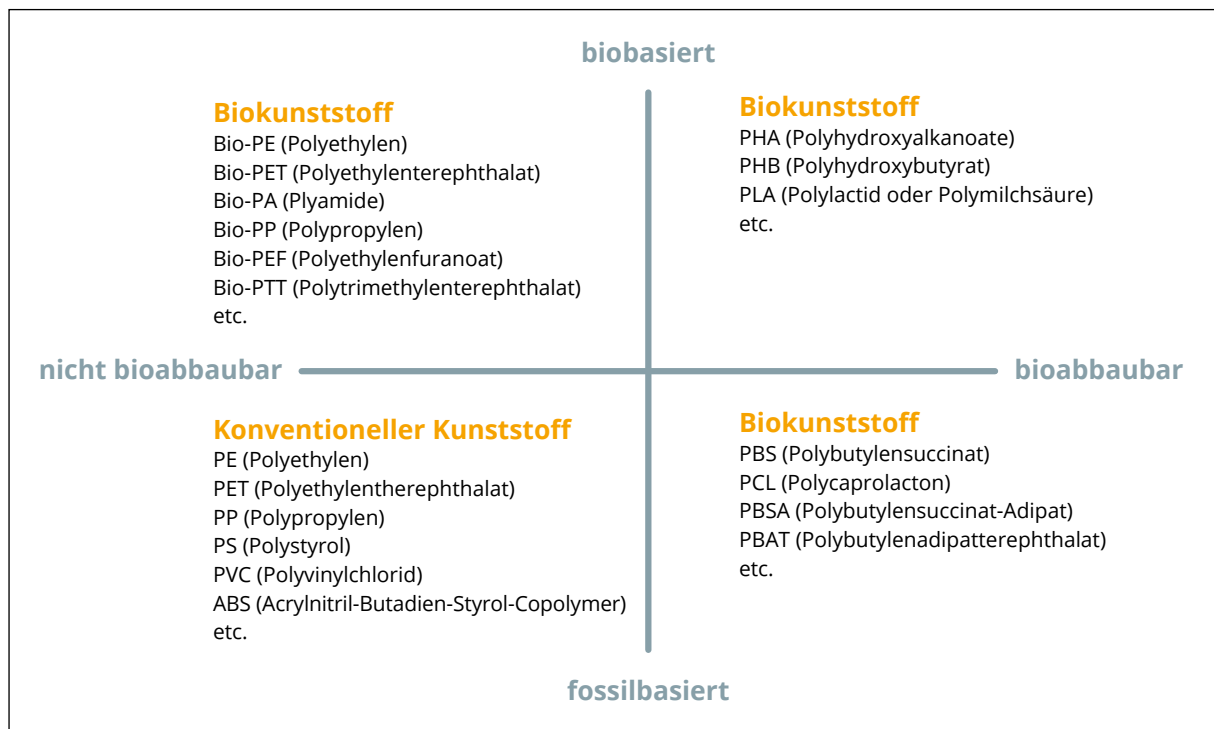 biobasiert
Biokunststoff
Bio-PE (Polyethylen)
Bio-PET (Polyethylenterephthalat)
Bio-PA (Plyamide)
Bio-PP (Polypropylen)
Bio-PEF (Polyethylenfuranoat)
Bio-PTT (Polytrimethylenterephthalat)
etc.
Biokunststoff
PHA (Polyhydroxyalkanoate)
PHB (Polyhydroxybutyrat)
PLA (Polylactid oder Polymilchsäure)
etc.
nicht bioabbaubar
bioabbaubar
Konventioneller Kunststoff
PE (Polyethylen)
PET (Polyethylentherephthalat)
PP (Polypropylen)
PS (Polystyrol)
PVC (Polyvinylchlorid)
ABS (Acrylnitril-Butadien-Styrol-Copolymer)
etc.
Biokunststoff
PBS (Polybutylensuccinat)
PCL (Polycaprolacton)
PBSA (Polybutylensuccinat-Adipat)
PBAT (Polybutylenadipatterephthalat)
etc.
fossilbasiert